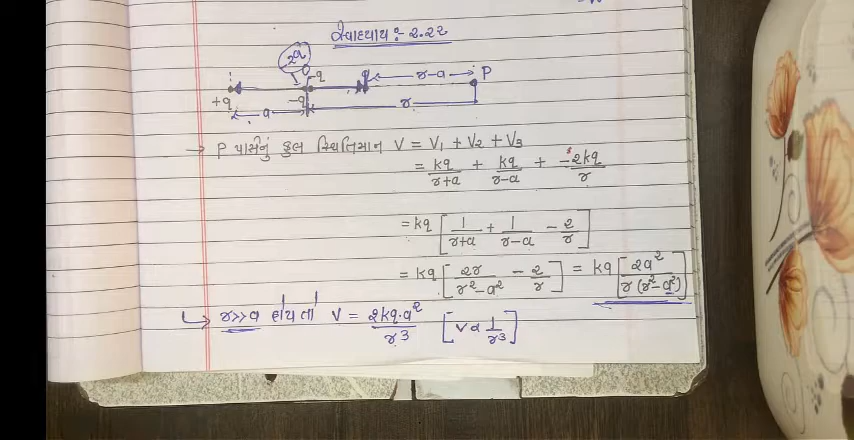 સ્વાધ્યાય :- 2.22
2q
-q q r-a P
+q -q r
a
→ P પાસેનું કુલ સ્થિતિમાન V = V₁ + V₂ + V₃
= kq/(r+a) + kq/(r-a) + -2kq/r
= kq [1/(r+a) + 1/(r-a) - 2/r]
= kq [2r/(r²-a²) - 2/r] = kq [2a²/(r(r²-a²))]
↳ r>>a હોય તો V = 2kq·a²/r³ [V ∝ 1/r³]